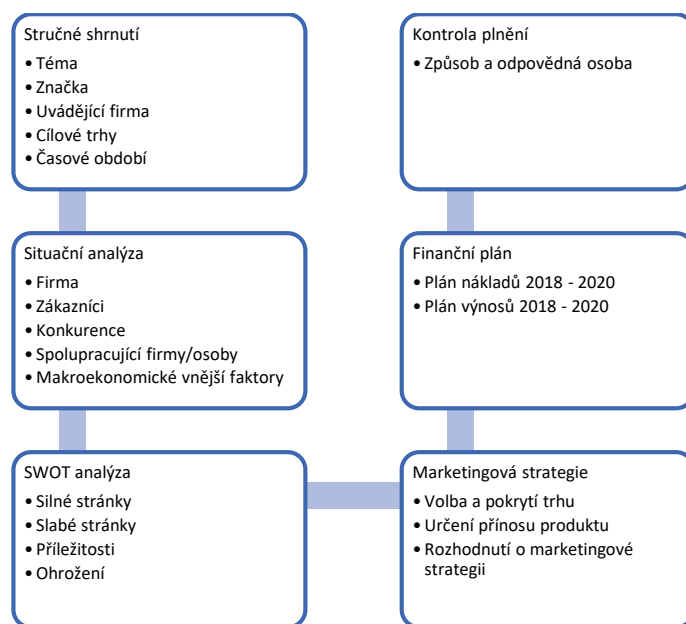 Stručné shrnutí
• Téma
• Značka
• Uvádějící firma
• Cílové trhy
• Časové období
Situační analýza
• Firma
• Zákazníci
• Konkurence
• Spolupracující firmy/osoby
• Makroekonomické vnější faktory
SWOT analýza
• Silné stránky
• Slabé stránky
• Příležitosti
• Ohrožení
Marketingová strategie
• Volba a pokrytí trhu
• Určení přínosu produktu
• Rozhodnutí o marketingové
strategii
Finanční plán
• Plán nákladů 2018 - 2020
• Plán výnosů 2018 - 2020
Kontrola plnění
• Způsob a odpovědná osoba